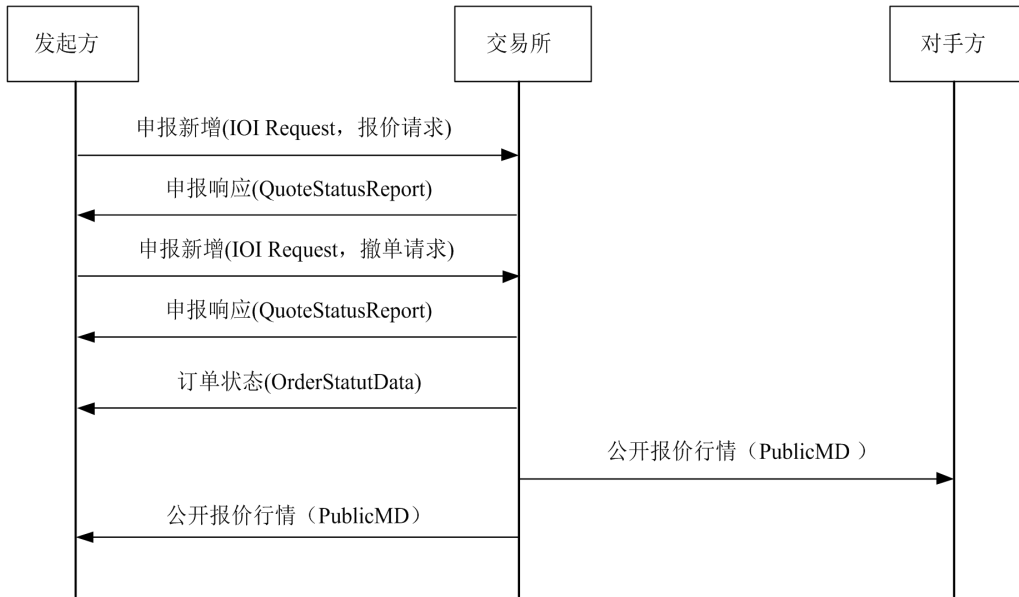 发起方
交易所
对手方
申报新增(IOI Request，报价请求)
申报响应(QuoteStatusReport)
申报新增(IOI Request，撤单请求)
申报响应(QuoteStatusReport)
订单状态(OrderStatutData)
公开报价行情（PublicMD ）
公开报价行情（PublicMD）